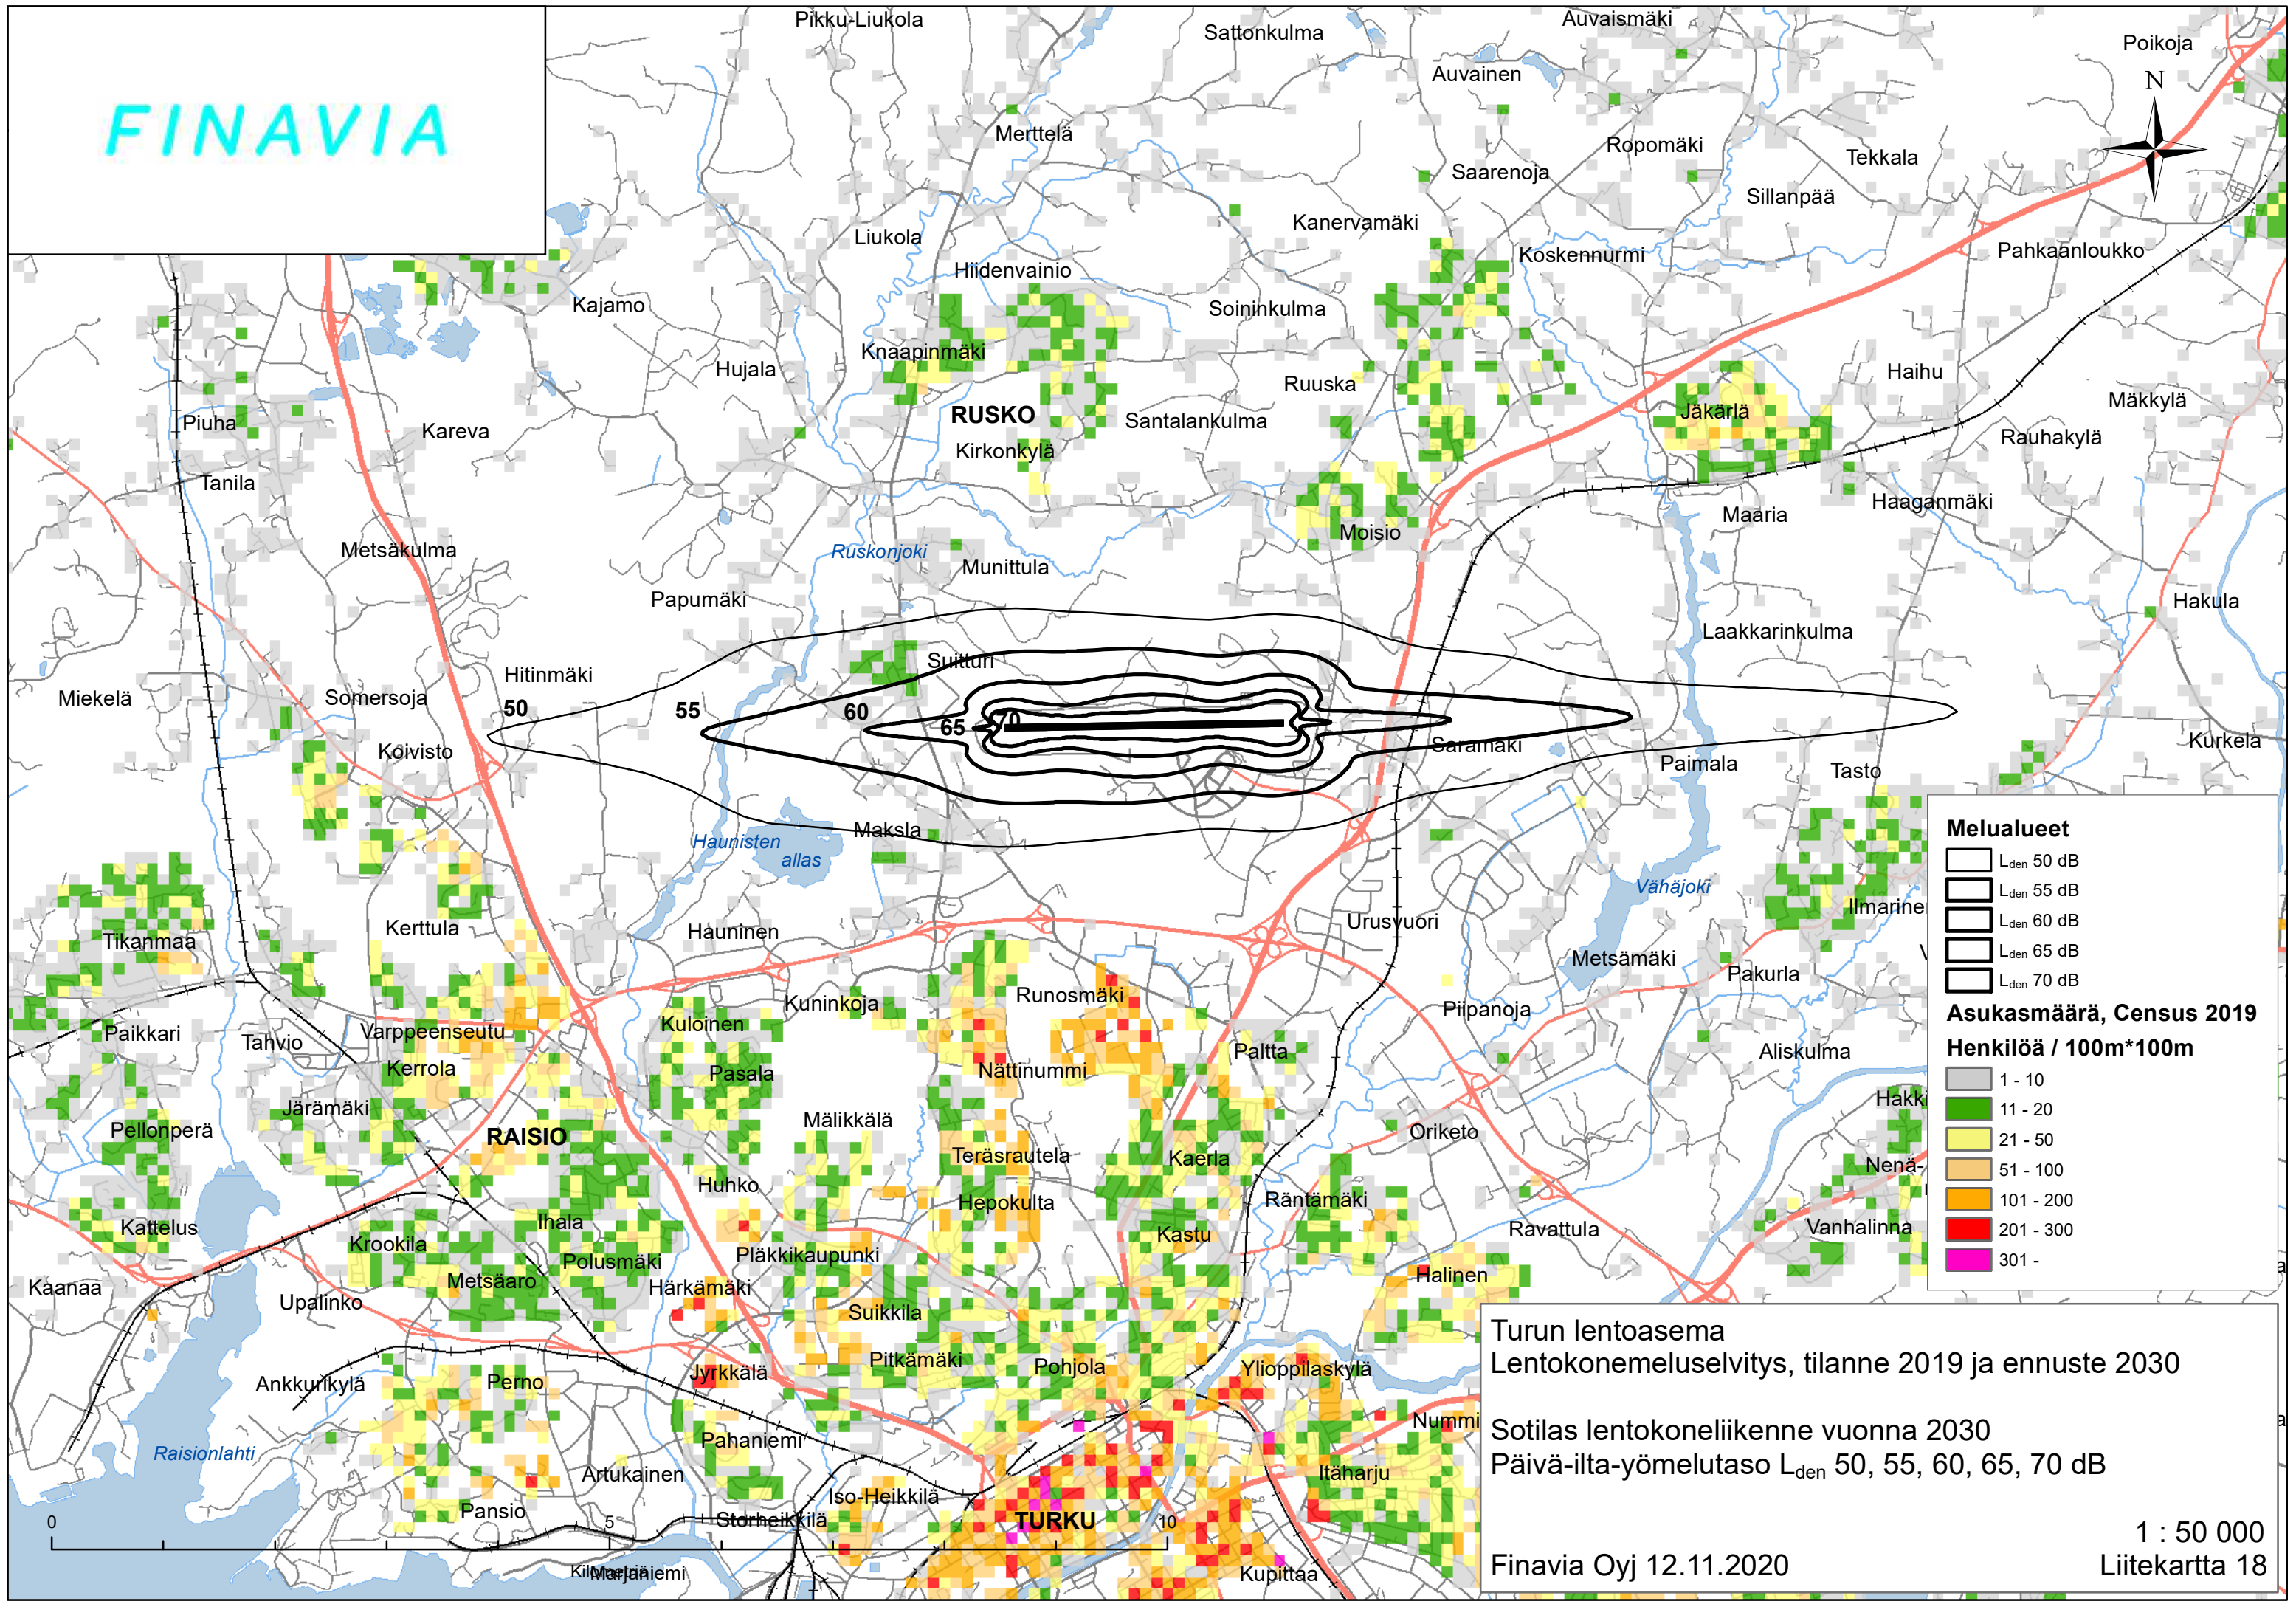 FINAVIA
Pikku-Liukola
Sattonkulma
Auvaismäki
Poikoja
N
Auvainen
Merttelä
Ropomäki
Tekkala
Saarenoja
Sillanpää
Kanervamäki
Liukola
Koskennurmi
Pahkaanloukko
Hiidenvainio
Kajamo
Soininkulma
Knaapinmäki
Hujala
Ruuska
Haihu
Mäkkylä
Jäkärlä
RUSKO
Santalankulma
Piuha
Kareva
Rauhakylä
Kirkonkylä
Tanila
Haaganmäki
Maaria
Moisio
Metsäkulma
Ruskonjoki
Munittula
Papumäki
Hakula
Laakkarinkulma
Suitturi
Hitinmäki
Miekelä
Somersoja
50
55
60
65
70
Koivisto
Saramäki
Kurkela
Paimala
Tasto
Maksla
Haunisten
allas
Vähäjoki
Ilmarine
Kerttula
Hauninen
Urusvuori
Tikanmaa
Metsämäki
Pakurla
Runosmäki
Kuninkoja
Piipanoja
Kuloinen
Varppeenseutu
Paikkari
Tahvio
Paltta
Aliskulma
Kerrola
Pasala
Nättinummi
Järämäki
Hakki
Mälikkälä
Pellonperä
RAISIO
Oriketo
Teräsrautela
Kaerla
Nenä-
Huhko
Räntämäki
Hepokulta
Kattelus
Ihala
Kastu
Ravattula
Vanhalinna
Krookila
Pläkkikaupunki
Polusmäki
Metsäaro
Härkämäki
Halinen
Kaanaa
Upalinko
Suikkila
Pitkämäki
Pohjola
Ylioppilaskylä
Jyrkkälä
Ankkurikylä
Perno
Nummi
Pahaniemi
Raisionlahti
Artukainen
Itäharju
Iso-Heikkilä
Pansio
Storheikkilä
TURKU
0
5
10
Kilometriä
Marjaniemi
Kupittaa
Melualueet
Lden 50 dB
Lden 55 dB
Lden 60 dB
Lden 65 dB
Lden 70 dB
Asukasmäärä, Census 2019
Henkilöä / 100m*100m
1 - 10
11 - 20
21 - 50
51 - 100
101 - 200
201 - 300
301 -
Turun lentoasema
Lentokonemeluselvitys, tilanne 2019 ja ennuste 2030
Sotilas lentokoneliikenne vuonna 2030
Päivä-ilta-yömelutaso Lden 50, 55, 60, 65, 70 dB
1 : 50 000
Finavia Oyj 12.11.2020
Liitekartta 18